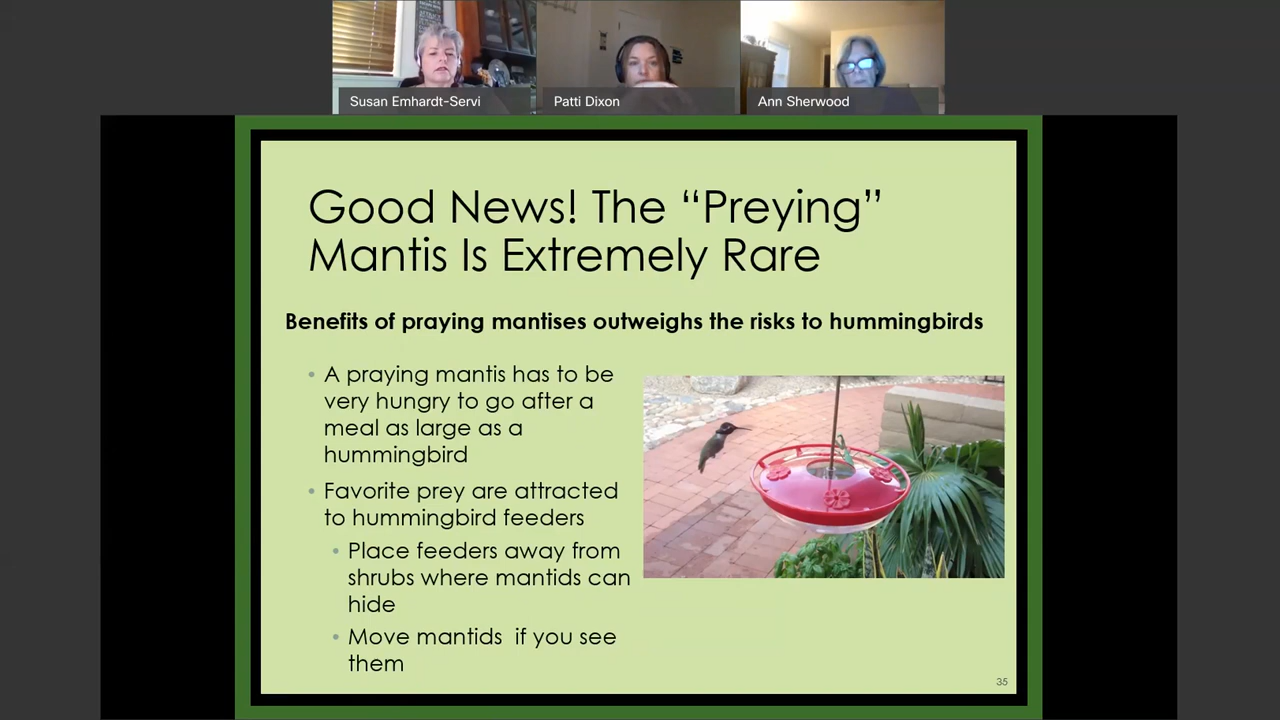 Susan Emhardt-Servi
Patti Dixon
Ann Sherwood
Good News! The “Preying”
Mantis Is Extremely Rare
Benefits of praying mantises outweighs the risks to hummingbirds
• A praying mantis has to be
very hungry to go after a
meal as large as a
hummingbird
• Favorite prey are attracted
to hummingbird feeders
• Place feeders away from
shrubs where mantids can
hide
• Move mantids  if you see
them
35